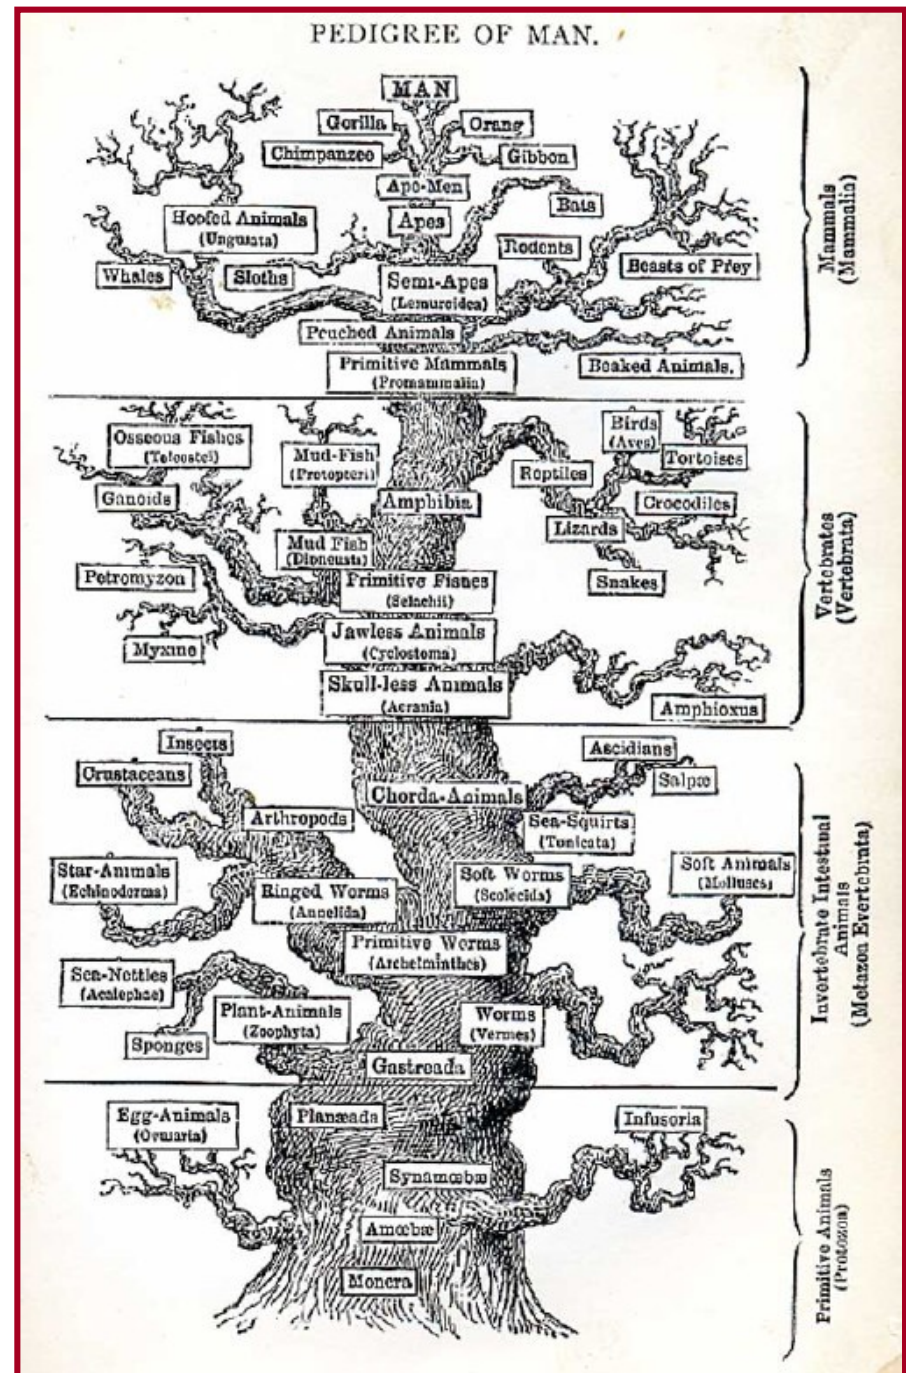 PEDIGREE OF MAN.
MAN
Gorilla
Orang
Chimpanzee
Gibbon
Ape-Men
Bats
Hoofed Animals
(Ungulata)
Apes
Rodents
Whales
Sloths
Semi-Apes
(Lemuroidea)
Beasts of Prey
Pouched Animals
Primitive Mammals
(Promammalia)
Beaked Animals.
Mammals
(Mammalia)
Osseous Fishes
(Teleostei)
Mud-Fish
(Protopteri)
Birds
(Aves)
Tortoises
Ganoids
Amphibia
Reptiles
Crocodiles
Lizards
Mud Fish
(Dipneusta)
Petromyzon
Primitive Fishes
(Selachii)
Snakes
Myxine
Jawless Animals
(Cyclostoma)
Skull-less Animals
(Acrania)
Amphioxus
Vertebrates
(Vertebrata)
Insects
Ascidians
Crustaceans
Salpæ
Chorda-Animals
Arthropods
Sea-Squirts
(Tunicata)
Star-Animals
(Echinoderma)
Ringed Worms
(Annelida)
Soft Worms
(Scolecida)
Soft Animals
(Molluscs)
Primitive Worms
(Archelminthes)
Sea-Nettles
(Acalephae)
Plant-Animals
(Zoophyta)
Worms
(Vermes)
Sponges
Gastreada
Invertebrate Intestinal
Animals
(Metazoa Evertebrata)
Egg-Animals
(Ovularia)
Planæada
Infusoria
Synamœbæ
Amœbæ
Monera
Primitive Animals
(Protozoa)